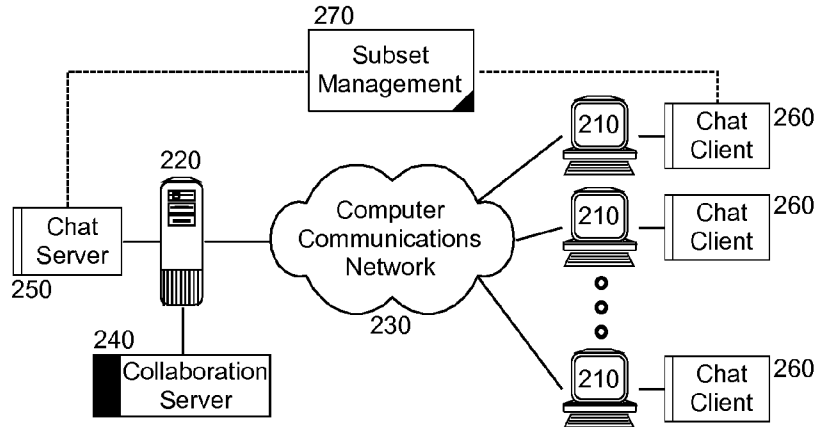 270
Subset
Management
220
210
Chat
Client
260
Chat
Server
250
Computer
Communications
Network
230
210
Chat
Client
260
240
Collaboration
Server
210
Chat
Client
260